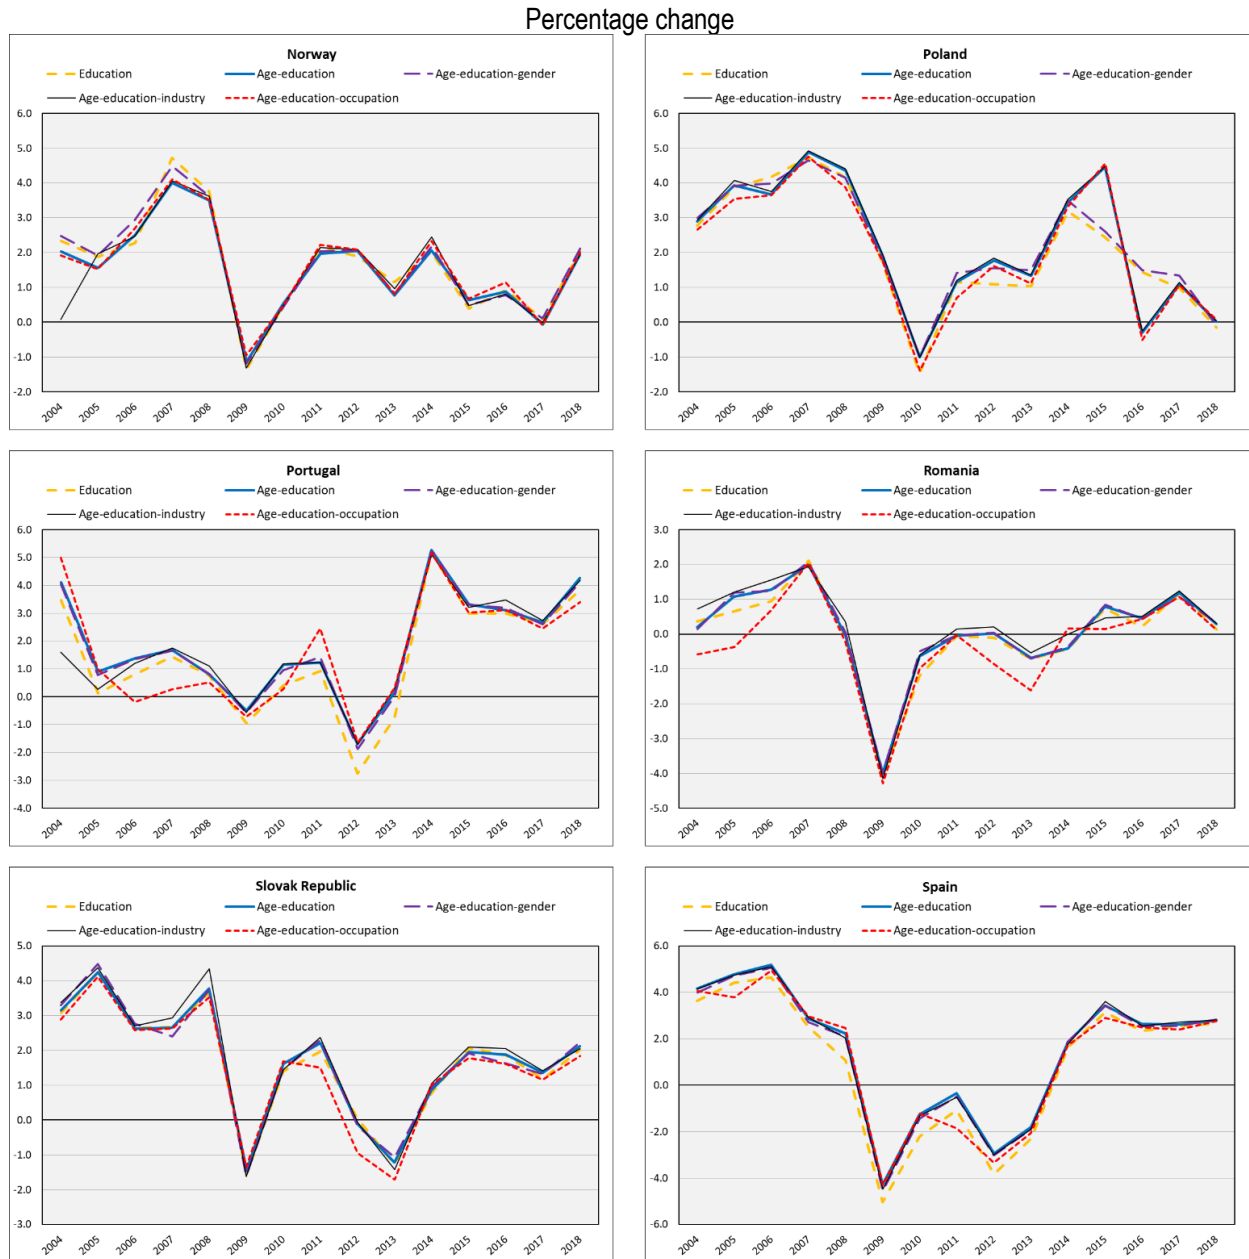 Percentage change
Norway
Education Age-education Age-education-gender
Age-education-industry Age-education-occupation
6.0
5.0
4.0
3.0
2.0
1.0
0.0
-1.0
-2.0
2004 2005 2006 2007 2008 2009 2010 2011 2012 2013 2014 2015 2016 2017 2018
Poland
Education Age-education Age-education-gender
Age-education-industry Age-education-occupation
6.0
5.0
4.0
3.0
2.0
1.0
0.0
-1.0
-2.0
2004 2005 2006 2007 2008 2009 2010 2011 2012 2013 2014 2015 2016 2017 2018
Portugal
Education Age-education Age-education-gender
Age-education-industry Age-education-occupation
6.0
5.0
4.0
3.0
2.0
1.0
0.0
-1.0
-2.0
-3.0
-4.0
2004 2005 2006 2007 2008 2009 2010 2011 2012 2013 2014 2015 2016 2017 2018
Romania
Education Age-education Age-education-gender
Age-education-industry Age-education-occupation
3.0
2.0
1.0
0.0
-1.0
-2.0
-3.0
-4.0
-5.0
2004 2005 2006 2007 2008 2009 2010 2011 2012 2013 2014 2015 2016 2017 2018
Slovak Republic
Education Age-education Age-education-gender
Age-education-industry Age-education-occupation
5.0
4.0
3.0
2.0
1.0
0.0
-1.0
-2.0
-3.0
2004 2005 2006 2007 2008 2009 2010 2011 2012 2013 2014 2015 2016 2017 2018
Spain
Education Age-education Age-education-gender
Age-education-industry Age-education-occupation
6.0
4.0
2.0
0.0
-2.0
-4.0
-6.0
2004 2005 2006 2007 2008 2009 2010 2011 2012 2013 2014 2015 2016 2017 2018